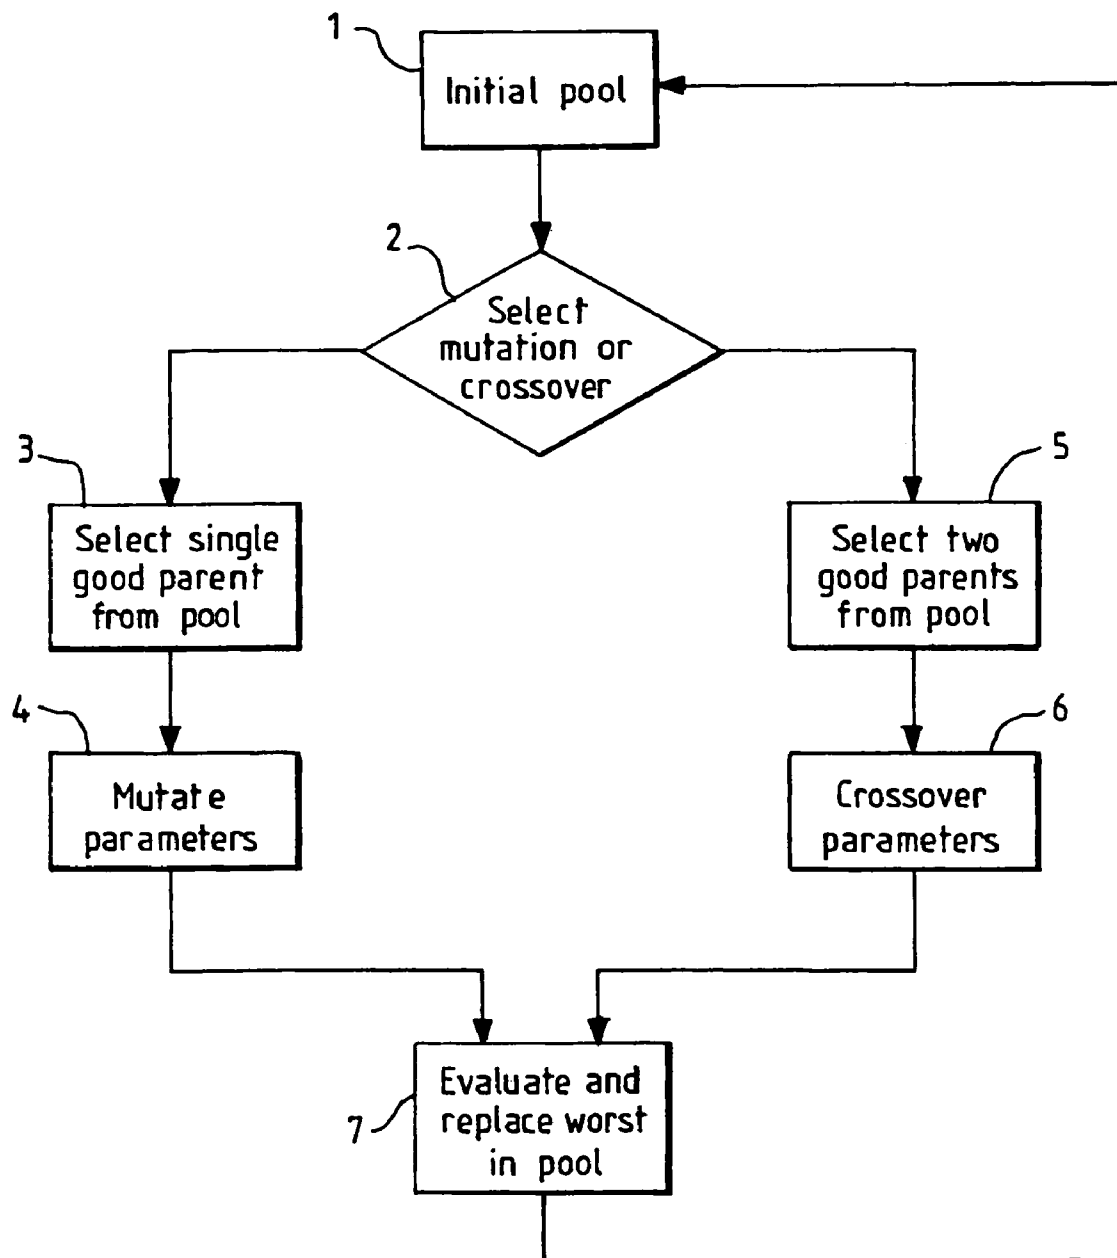 1
Initial pool
2
Select
mutation or
crossover
3
Select single
good parent
from pool
5
Select two
good parents
from pool
4
Mutate
parameters
6
Crossover
parameters
7
Evaluate and
replace worst
in pool